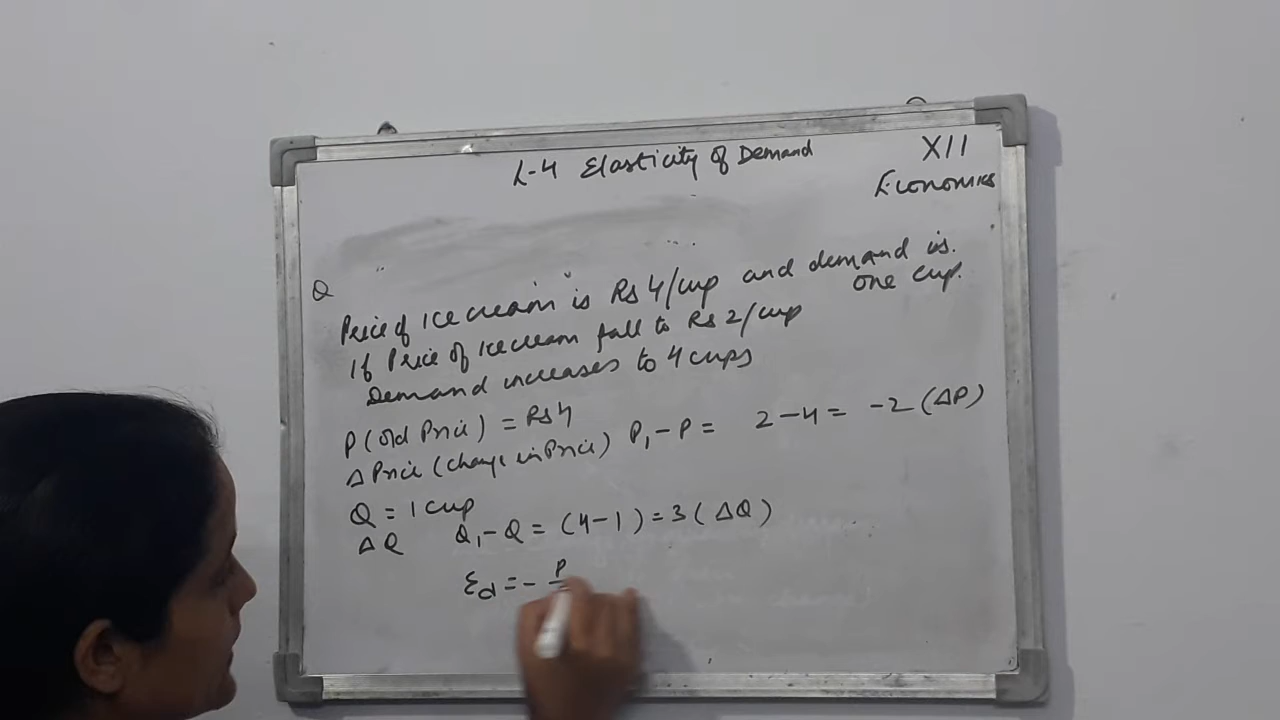 L-4 Elasticity of Demand
XII
Economics
Q
Price of Ice cream is Rs 4/cup and demand is one cup.
If Price of Icecream fall to Rs 2/cup
Demand increases to 4 cups
P (old Price) = Rs 4
Δ Price (change in Price) P₁ - P = 2 - 4 = -2 (ΔP)
Q = 1 cup
ΔQ Q₁ - Q = (4 - 1) = 3 (ΔQ)
Ed = - P